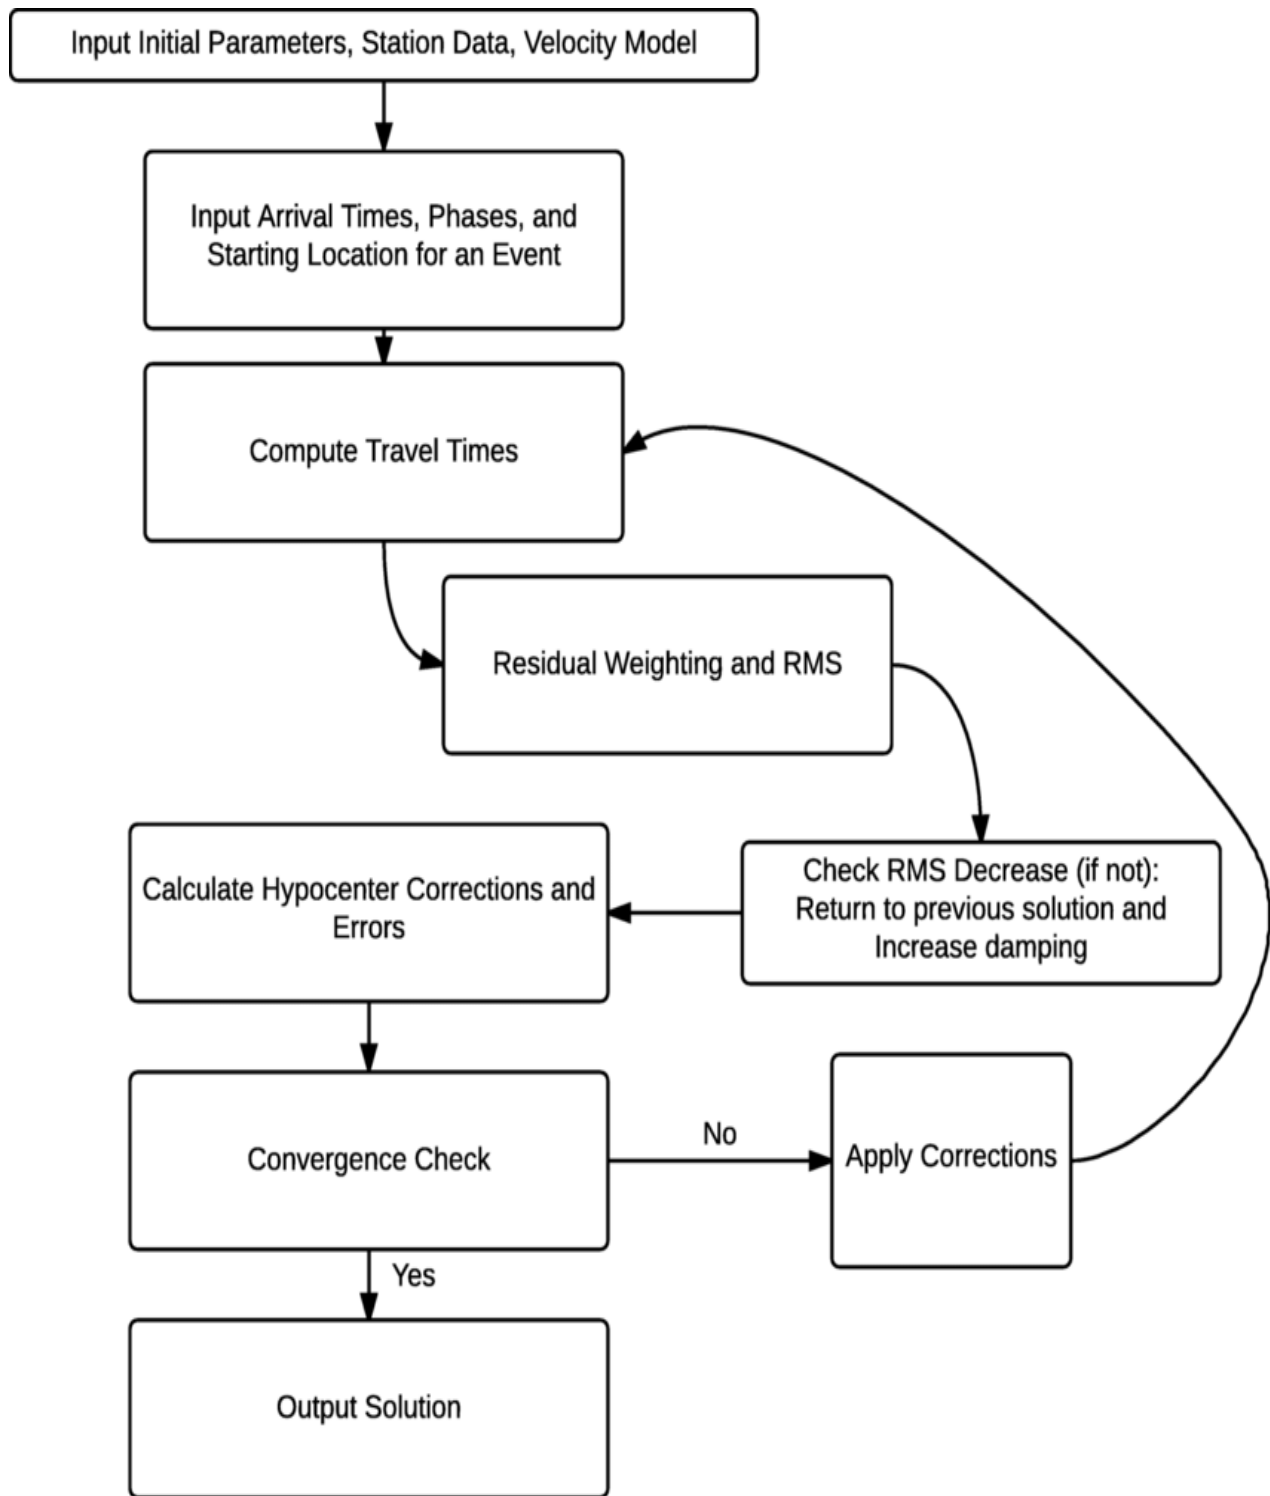 Input Initial Parameters, Station Data, Velocity Model
Input Arrival Times, Phases, and
Starting Location for an Event
Compute Travel Times
Residual Weighting and RMS
Check RMS Decrease (if not):
Return to previous solution and
Increase damping
Calculate Hypocenter Corrections and
Errors
Convergence Check
No
Apply Corrections
Yes
Output Solution